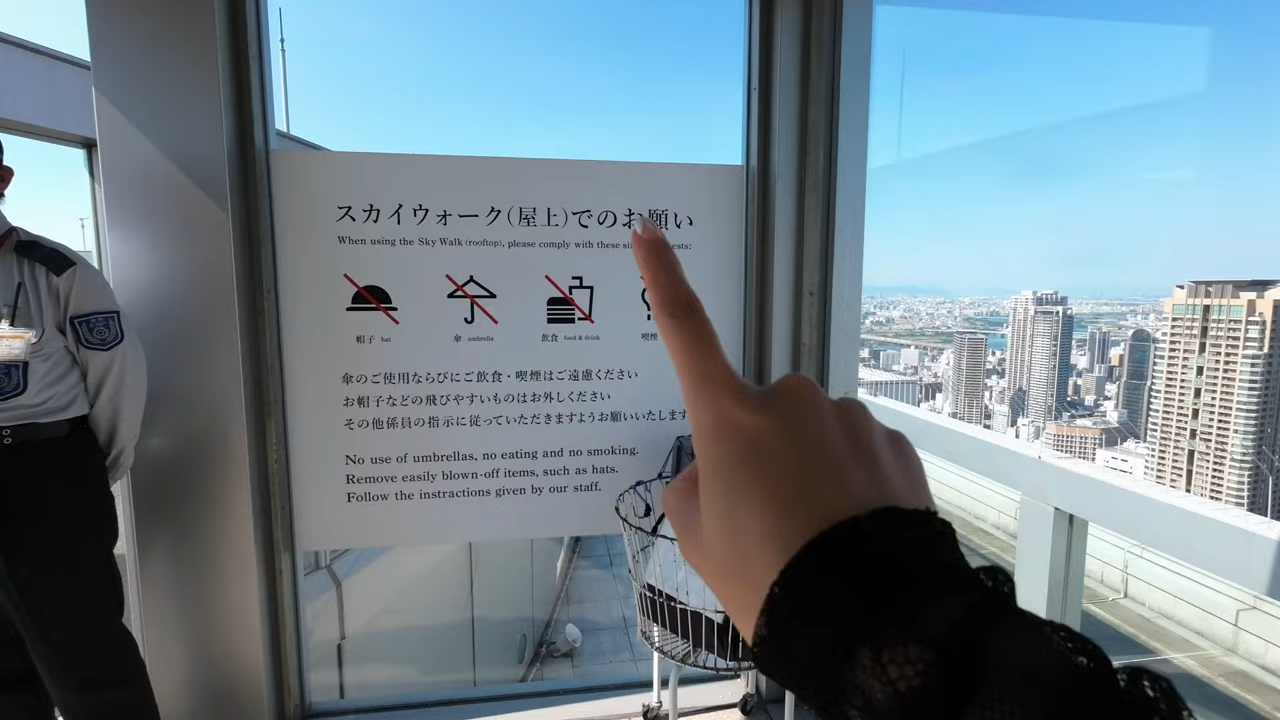 スカイウォーク(屋上)でのお願い
When using the Sky Walk (rooftop), please comply with these
帽子 hat
傘 umbrella
飲食 food & drink
喫煙
傘のご使用ならびにご飲食・喫煙はご遠慮ください
お帽子などの飛びやすいものはお外しください
その他係員の指示に従っていただきますようお願いいたします
No use of umbrellas, no eating and no smoking.
Remove easily blown-off items, such as hats.
Follow the instractions given by our staff.